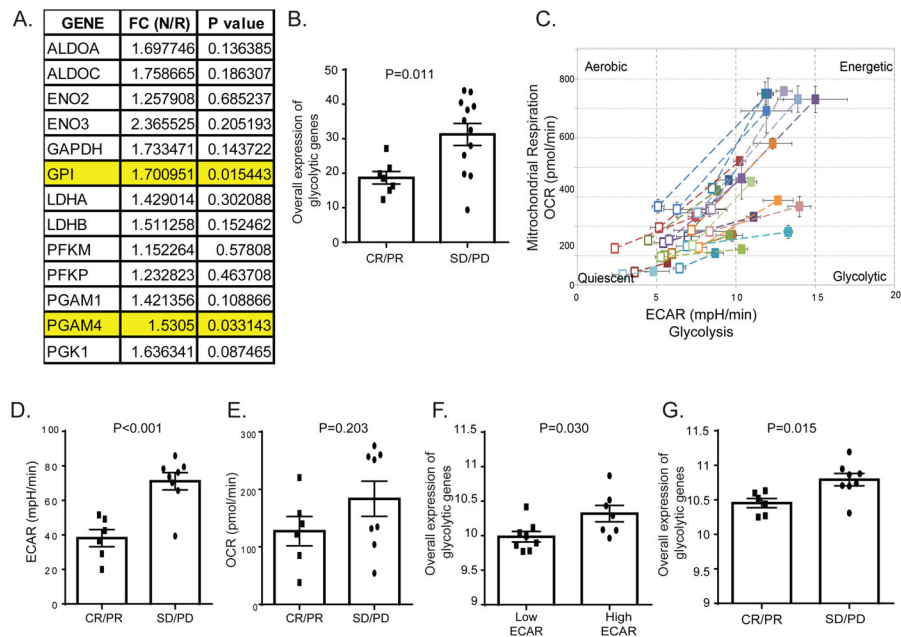 A.
GENE FC (N/R) P value
ALDOA 1.697746 0.136385
ALDOC 1.758665 0.186307
ENO2 1.257908 0.685237
ENO3 2.365525 0.205193
GAPDH 1.733471 0.143722
GPI 1.700951 0.015443
LDHA 1.429014 0.302088
LDHB 1.511258 0.152462
PFKM 1.152264 0.57808
PFKP 1.232823 0.463708
PGAM1 1.421356 0.108866
PGAM4 1.5305 0.033143
PGK1 1.636341 0.087465
B.
P=0.011
Overall expression of
glycolytic genes
60
40
20
0
CR/PR SD/PD
C.
Aerobic Energetic
Mitochondrial Respiration
OCR (pmol/min)
800
600
400
200
0
Quiescent Glycolytic
0 5 10 15 20
ECAR (mpH/min)
Glycolysis
D.
P<0.001
ECAR (mpH/min)
100
80
60
40
20
0
CR/PR SD/PD
E.
P=0.203
OCR (pmol/min)
300
200
100
0
CR/PR SD/PD
F.
P=0.030
Overall expression of
glycolytic genes
11.5
11
10.5
10
9.5
9
Low High
ECAR ECAR
G.
P=0.015
Overall expression of
glycolytic genes
11.5
11
10.5
10
9.5
9
CR/PR SD/PD